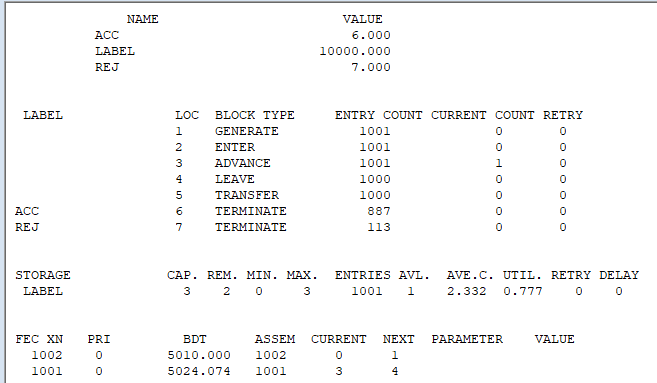 NAME VALUE
ACC 6.000
LABEL 10000.000
REJ 7.000
LABEL LOC BLOCK TYPE ENTRY COUNT CURRENT COUNT RETRY
1 GENERATE 1001 0 0
2 ENTER 1001 0 0
3 ADVANCE 1001 1 0
4 LEAVE 1000 0 0
5 TRANSFER 1000 0 0
ACC 6 TERMINATE 887 0 0
REJ 7 TERMINATE 113 0 0
STORAGE CAP. REM. MIN. MAX. ENTRIES AVL. AVE.C. UTIL. RETRY DELAY
LABEL 3 2 0 3 1001 1 2.332 0.777 0 0
FEC XN PRI BDT ASSEM CURRENT NEXT PARAMETER VALUE
1002 0 5010.000 1002 0 1
1001 0 5024.074 1001 3 4